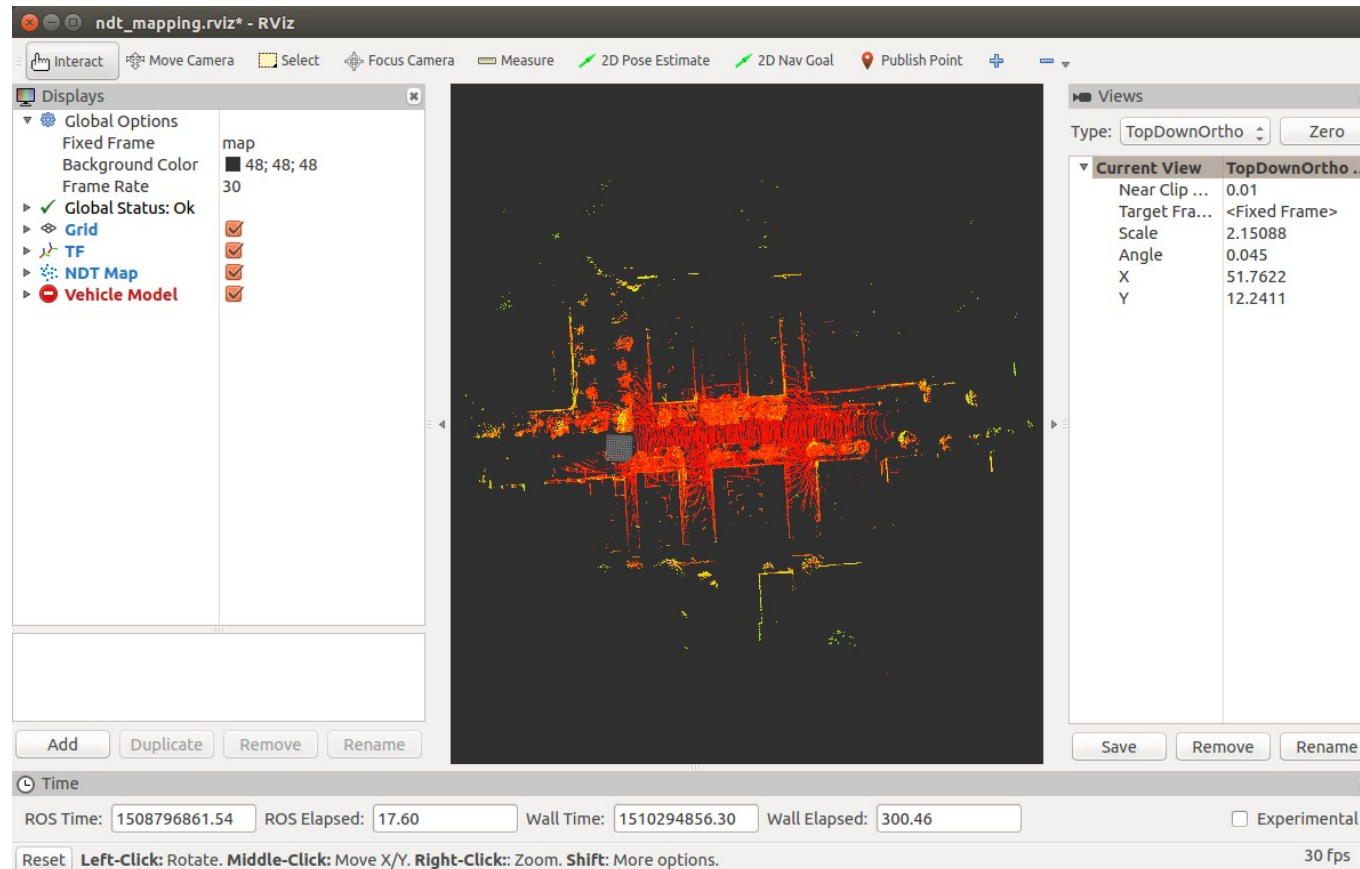 ndt_mapping.rviz* - RViz
Interact Move Camera Select Focus Camera Measure 2D Pose Estimate 2D Nav Goal Publish Point
Displays
Global Options
Fixed Frame map
Background Color 48; 48; 48
Frame Rate 30
Global Status: Ok
Grid
TF
NDT Map
Vehicle Model
Add Duplicate Remove Rename
Views
Type: TopDownOrtho Zero
Current View TopDownOrtho ...
Near Clip ... 0.01
Target Fra... <Fixed Frame>
Scale 2.15088
Angle 0.045
X 51.7622
Y 12.2411
Save Remove Rename
Time
ROS Time: 1508796861.54 ROS Elapsed: 17.60 Wall Time: 1510294856.30 Wall Elapsed: 300.46 Experimental
Reset Left-Click: Rotate. Middle-Click: Move X/Y. Right-Click:: Zoom. Shift: More options. 30 fps